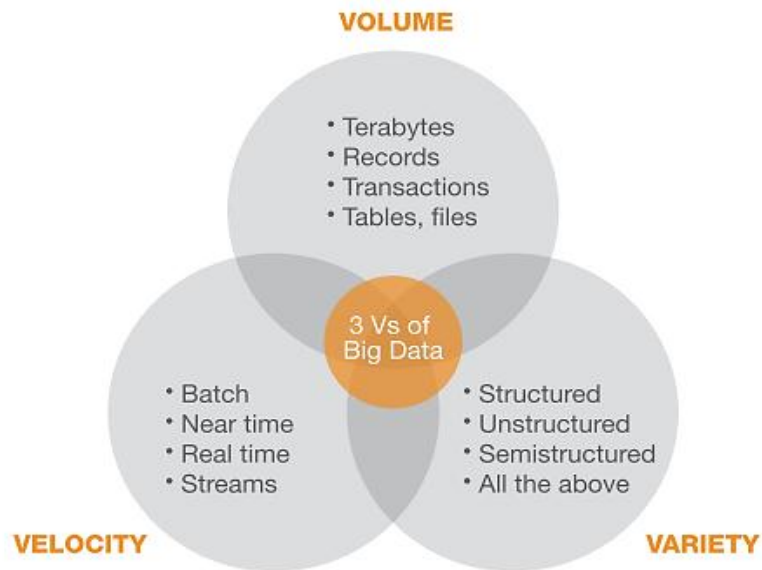 VOLUME
• Terabytes
• Records
• Transactions
• Tables, files
3 Vs of
Big Data
• Batch
• Near time
• Real time
• Streams
• Structured
• Unstructured
• Semistructured
• All the above
VELOCITY
VARIETY